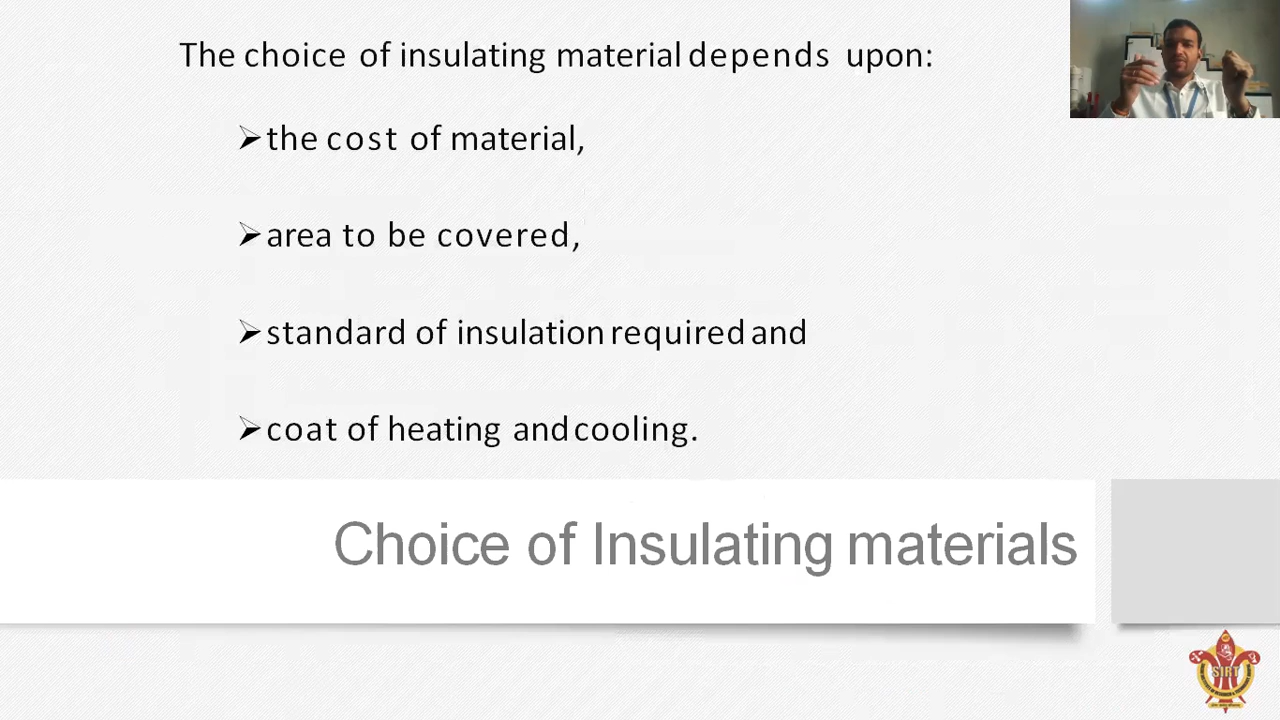 The choice of insulating material depends upon:
➢the cost of material,
➢area to be covered,
➢standard of insulation required and
➢coat of heating and cooling.
Choice of Insulating materials
SIRT